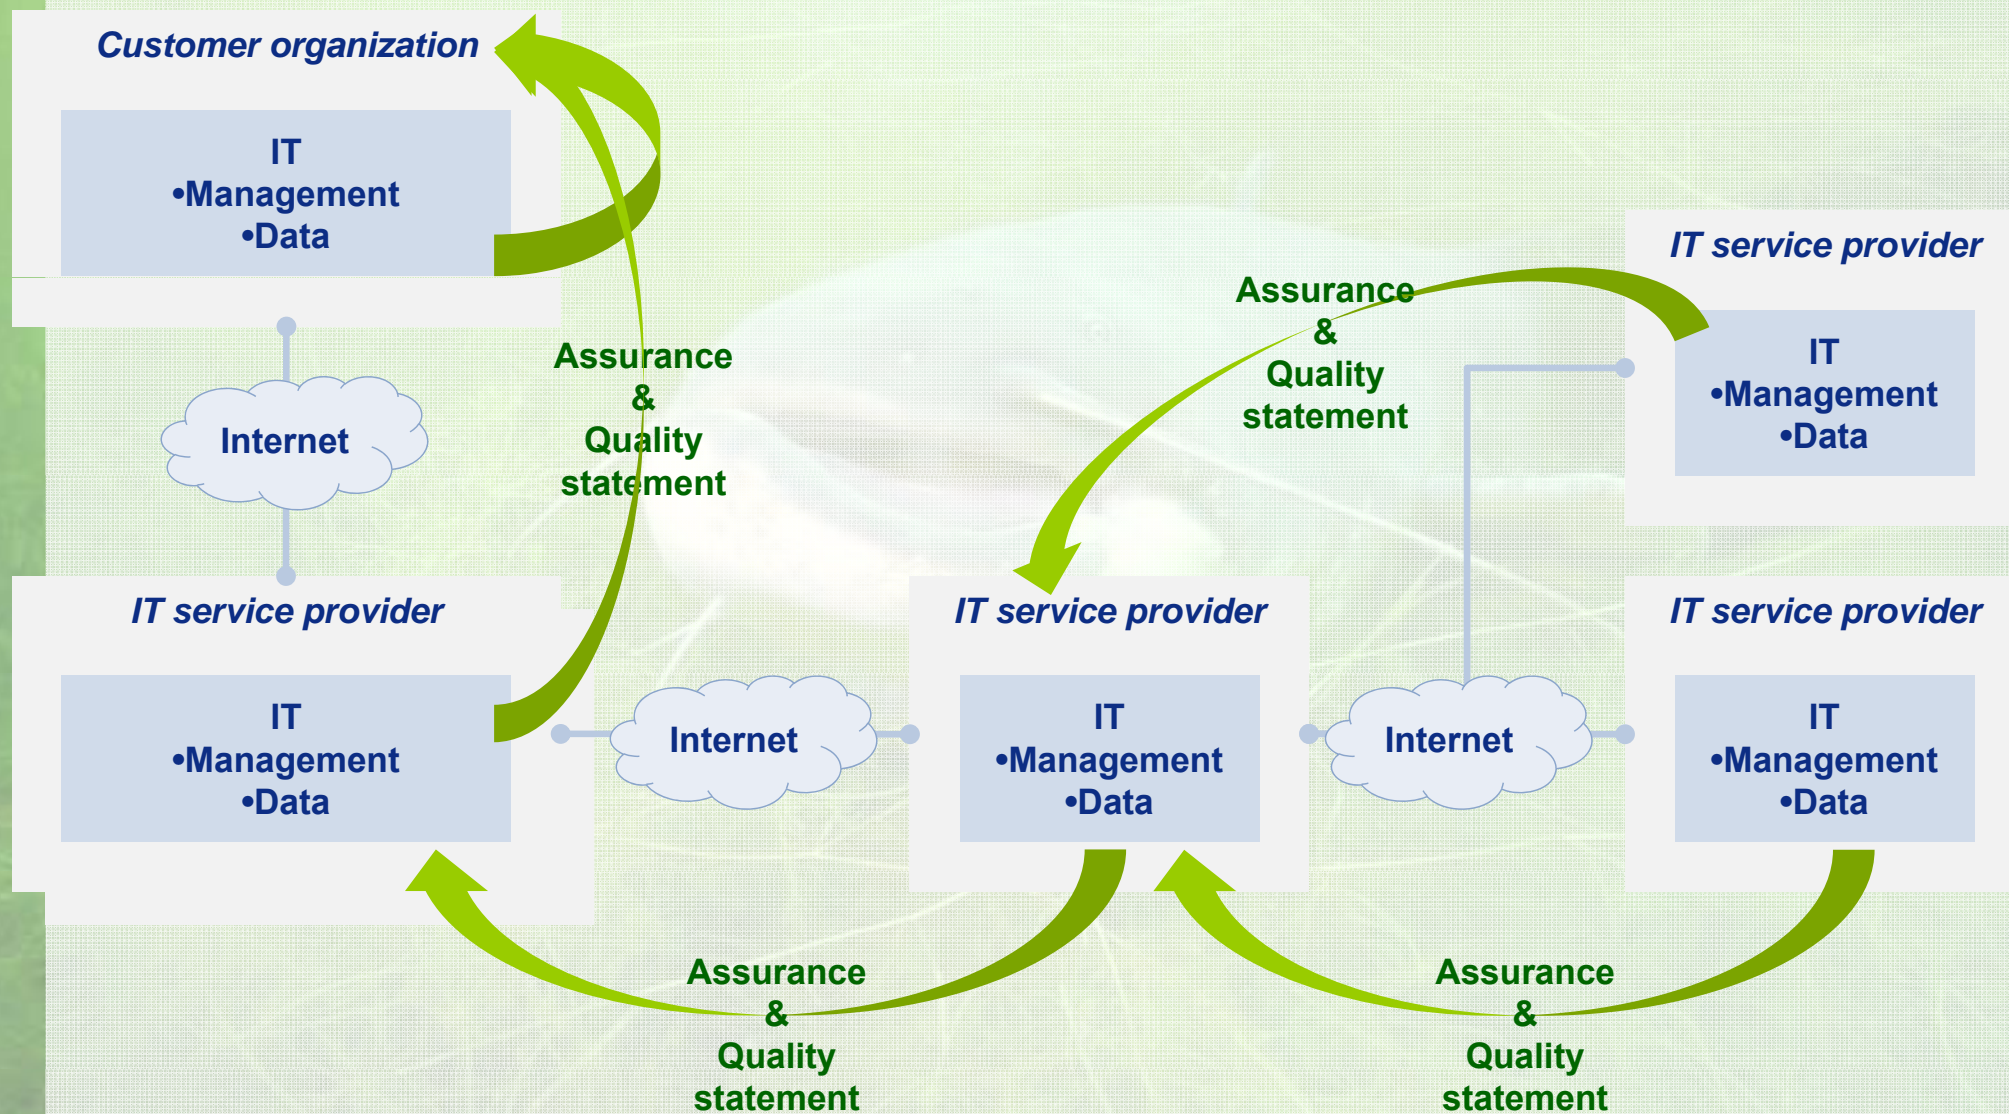 Customer organization
IT
•Management
•Data
Internet
Assurance
&
Quality
statement
Assurance
&
Quality
statement
IT service provider
IT
•Management
•Data
IT service provider
IT
•Management
•Data
Internet
IT service provider
IT
•Management
•Data
Internet
IT service provider
IT
•Management
•Data
Assurance
&
Quality
statement
Assurance
&
Quality
statement